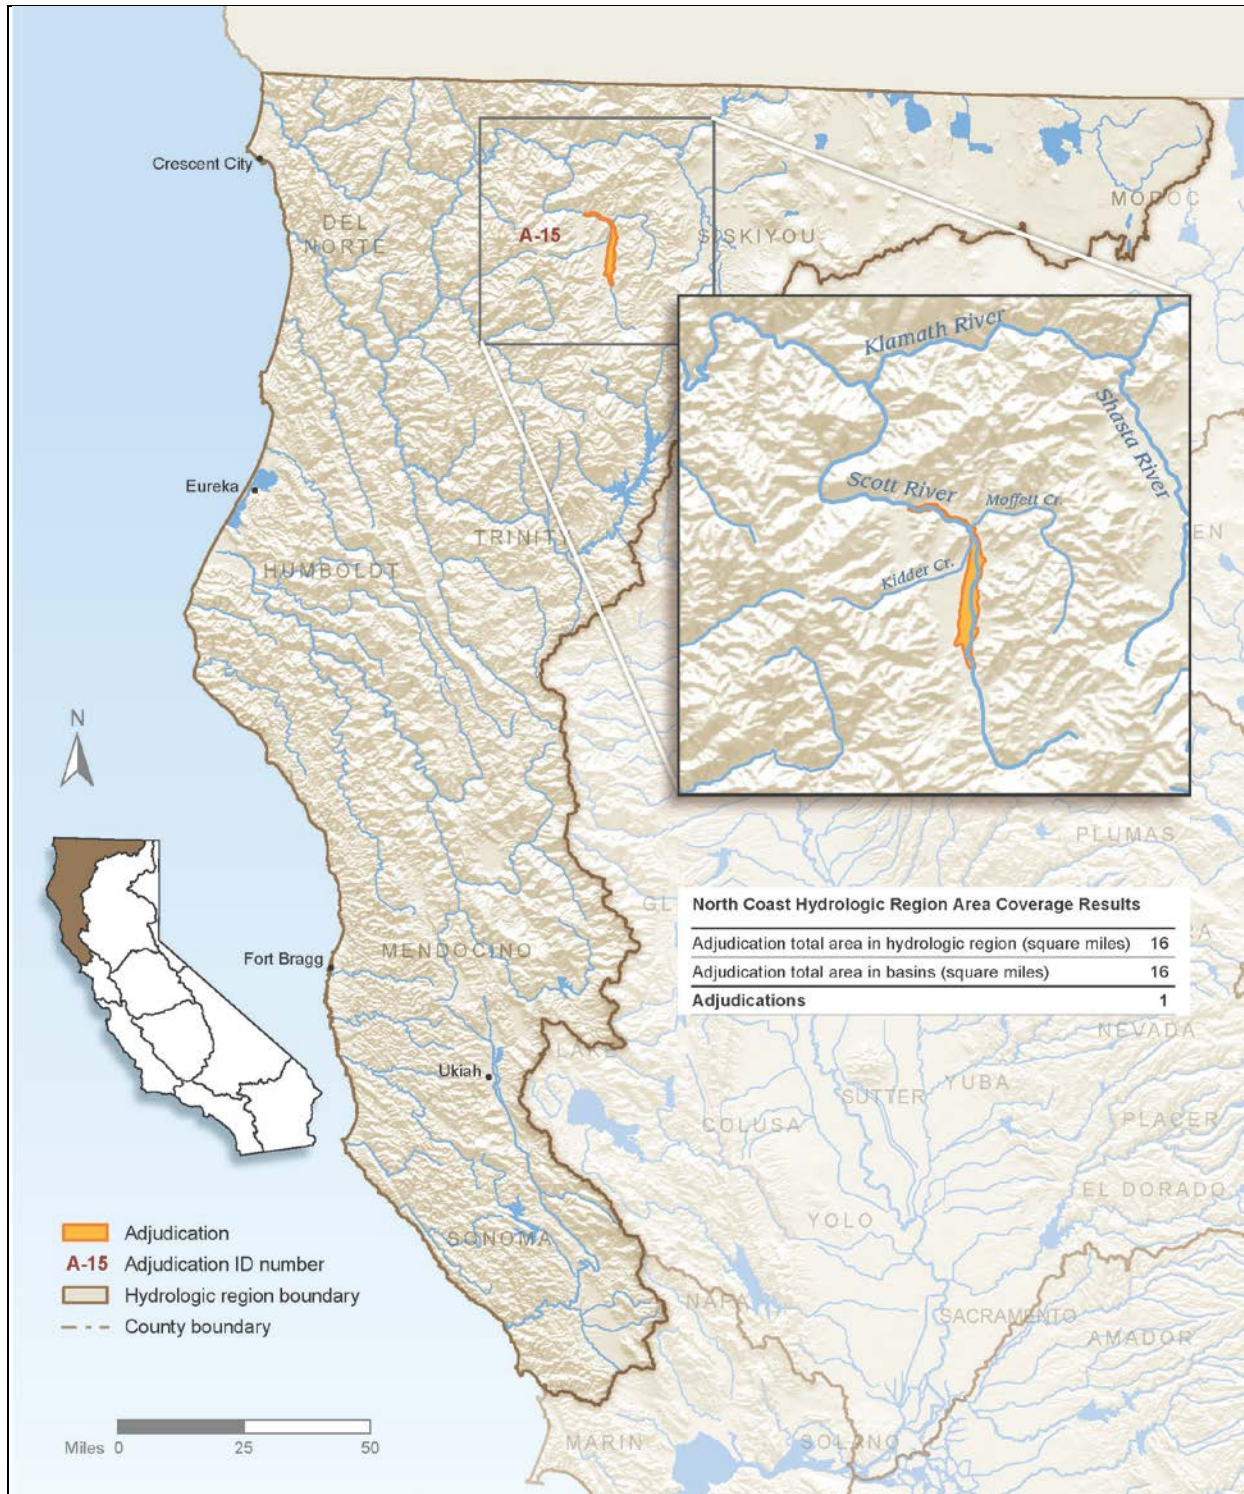 Crescent City
DEL
NORTE
A-15
SISKIYOU
MODOC
Klamath River
Shasta River
Scott River
Moffett Cr.
Kidder Cr.
Eureka
TRINITY
HUMBOLDT
N
PLUMAS
North Coast Hydrologic Region Area Coverage Results
Adjudication total area in hydrologic region (square miles) 16
Adjudication total area in basins (square miles) 16
Adjudications 1
Fort Bragg
MENDOCINO
NEVADA
LAKE
Ukiah
YUBA
SUTTER
COLUSA
PLACER
EL DORADO
YOLO
SONOMA
NAPA
SACRAMENTO
AMADOR
Adjudication
A-15 Adjudication ID number
Hydrologic region boundary
County boundary
Miles 0 25 50
MARIN
SOLANO